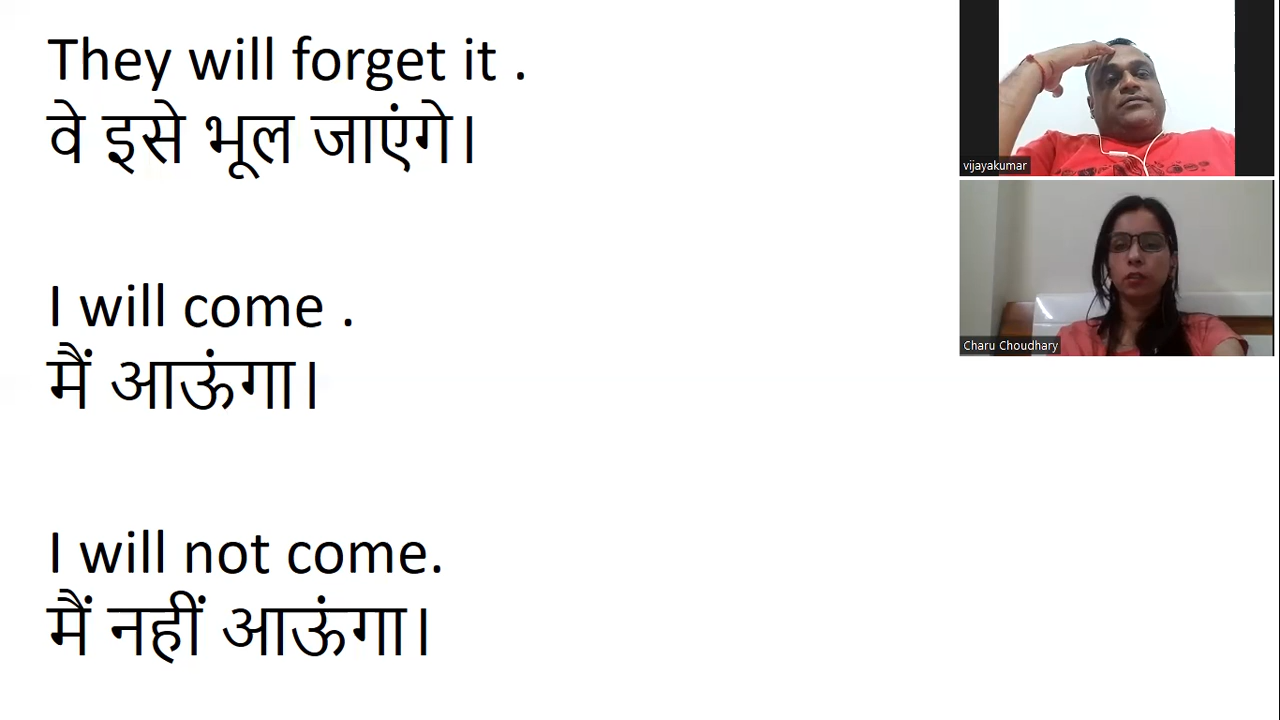 They will forget it .
वे इसे भूल जाएंगे।
I will come .
मैं आऊंगा।
I will not come.
मैं नहीं आऊंगा।
vijayakumar
Charu Choudhary